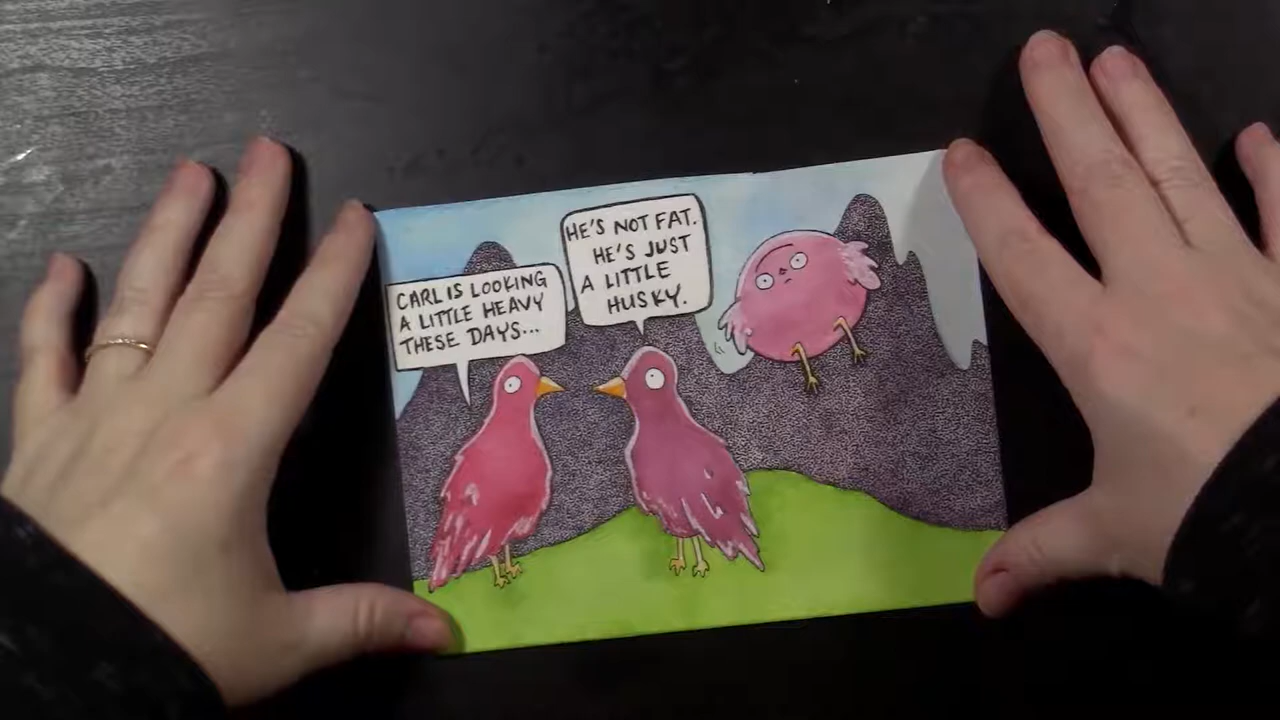 CARL IS LOOKING
A LITTLE HEAVY
THESE DAYS...
HE'S NOT FAT.
HE'S JUST
A LITTLE
HUSKY.